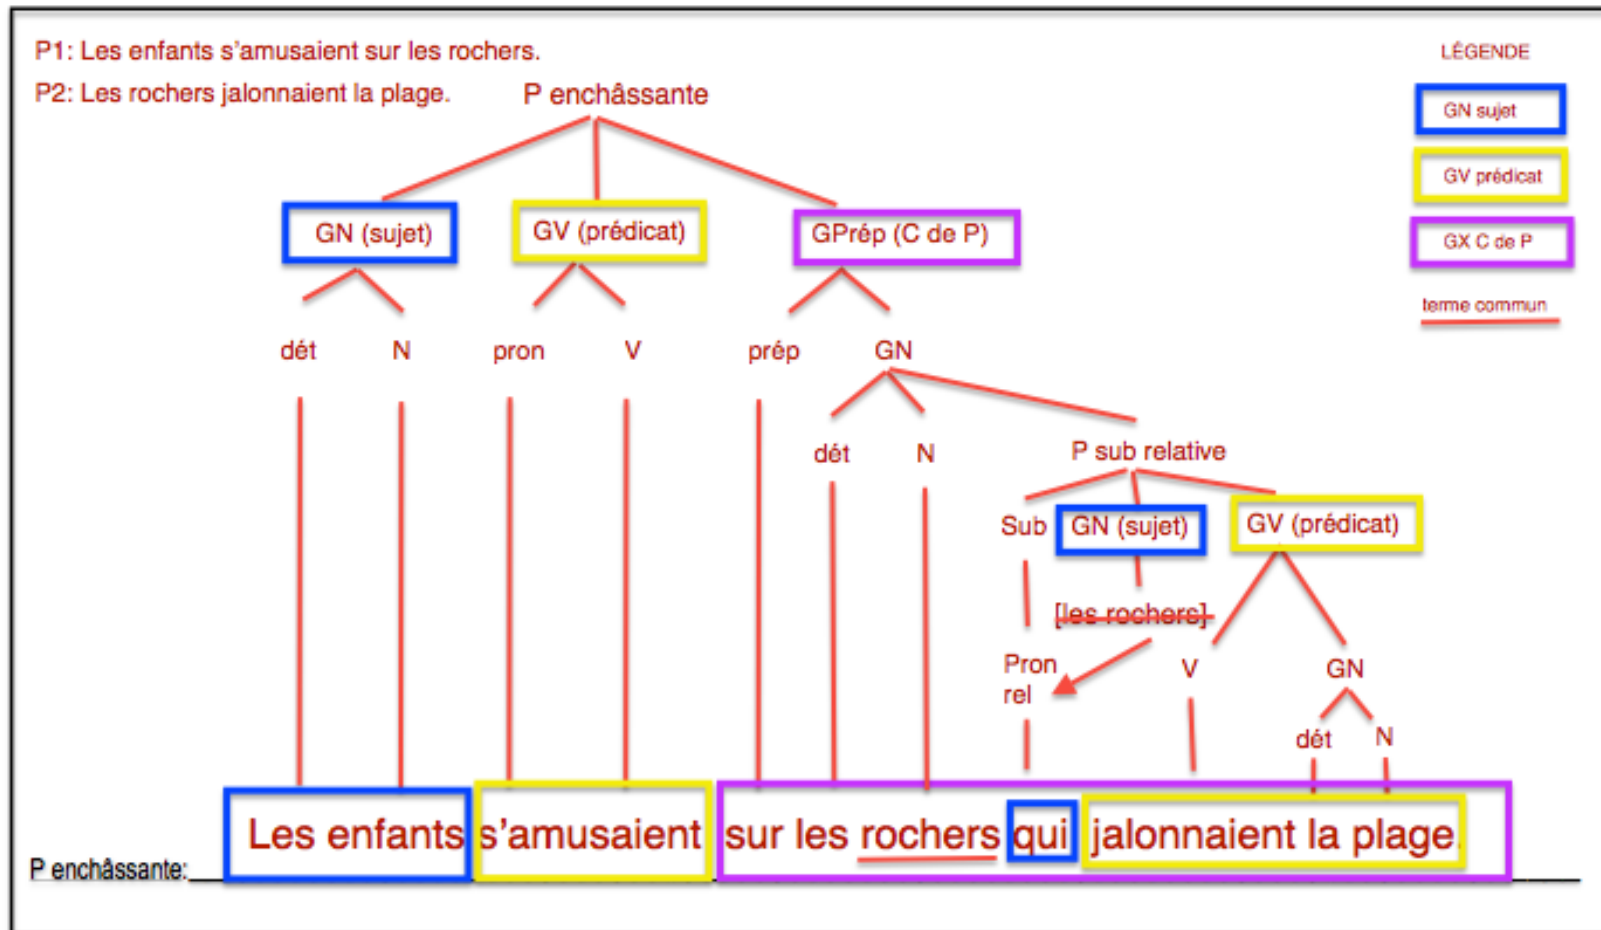 P1: Les enfants s'amusaient sur les rochers.
LÉGENDE
P2: Les rochers jalonnaient la plage.
P enchâssante
GN sujet
GV prédicat
GN (sujet) GV (prédicat) GPrép (C de P)
GX C de P
terme commun
dét N pron V prép GN
dét N P sub relative
Sub GN (sujet) GV (prédicat)
[les rochers]
Pron
rel
V GN
dét N
Les enfants s'amusaient sur les rochers qui jalonnaient la plage.
P enchâssante: